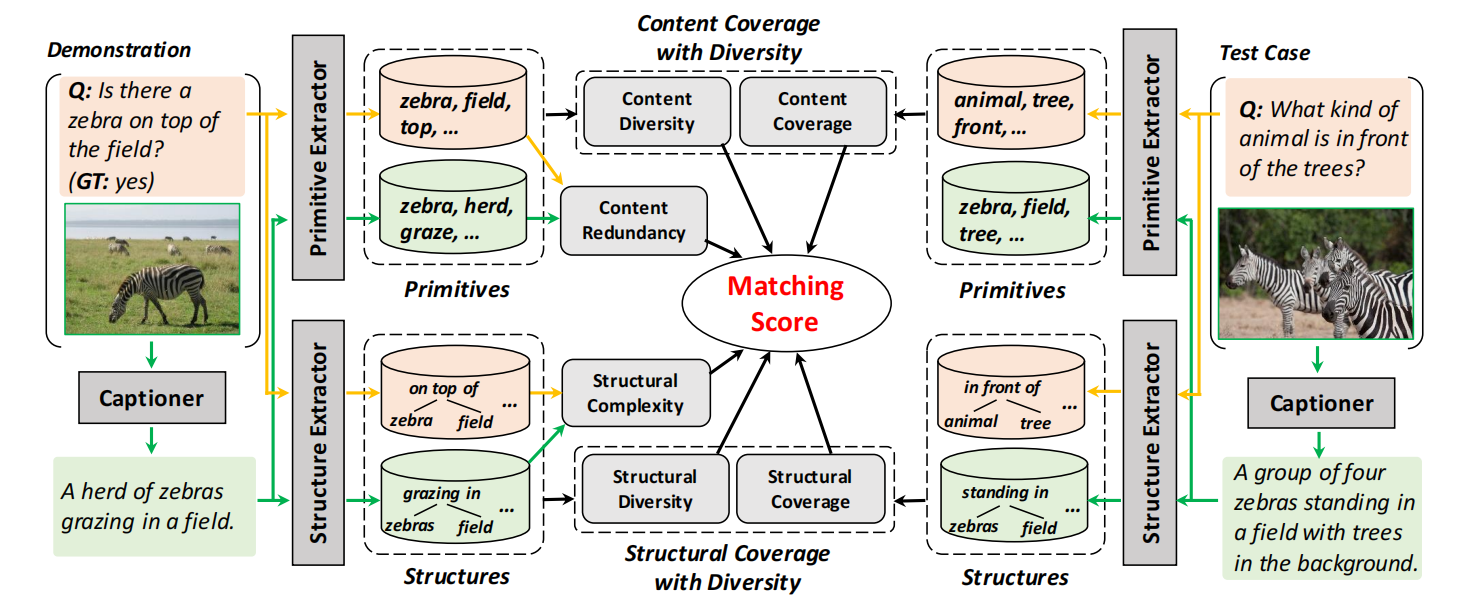 Demonstration
Q: Is there a
zebra on top of
the field?
(GT: yes)
Captioner
A herd of zebras
grazing in a field.
Primitive Extractor
Structure Extractor
zebra, field,
top, ...
zebra, herd,
graze, ...
Primitives
on top of
zebra field ...
grazing in
zebras field ...
Structures
Content Coverage
with Diversity
Content
Diversity
Content
Coverage
Content
Redundancy
Matching
Score
Structural
Complexity
Structural
Diversity
Structural
Coverage
Structural Coverage
with Diversity
animal, tree,
front, ...
zebra, field,
tree, ...
Primitives
in front of
animal tree ...
standing in
zebras field ...
Structures
Primitive Extractor
Structure Extractor
Test Case
Q: What kind of
animal is in front
of the trees?
Captioner
A group of four
zebras standing in
a field with trees
in the background.